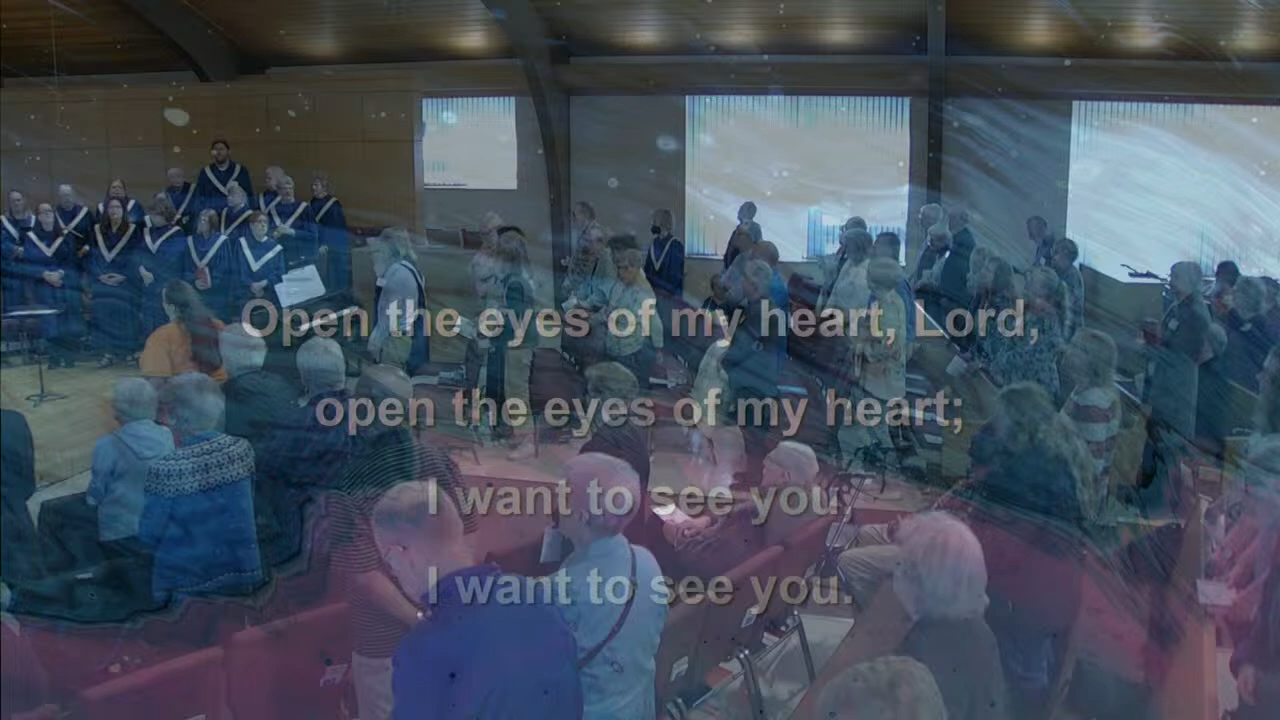 Open the eyes of my heart, Lord,
open the eyes of my heart;
I want to see you.
I want to see you.